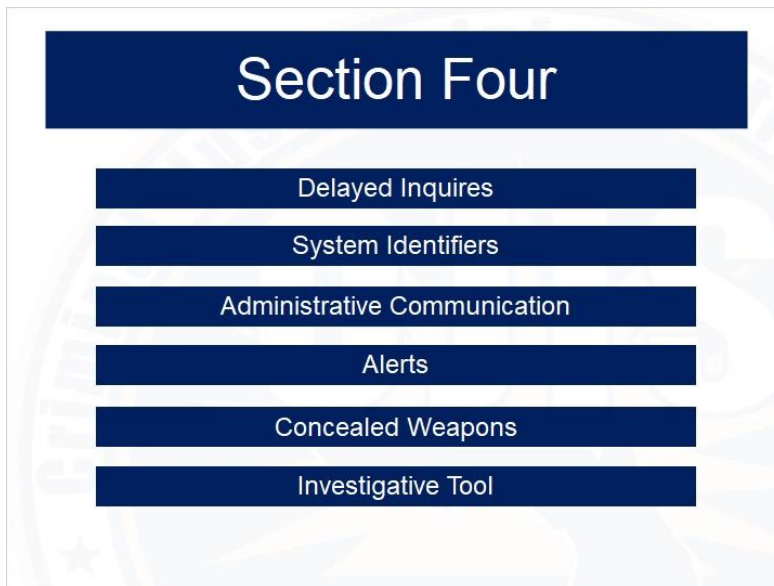 Section Four
Delayed Inquires
System Identifiers
Administrative Communication
Alerts
Concealed Weapons
Investigative Tool